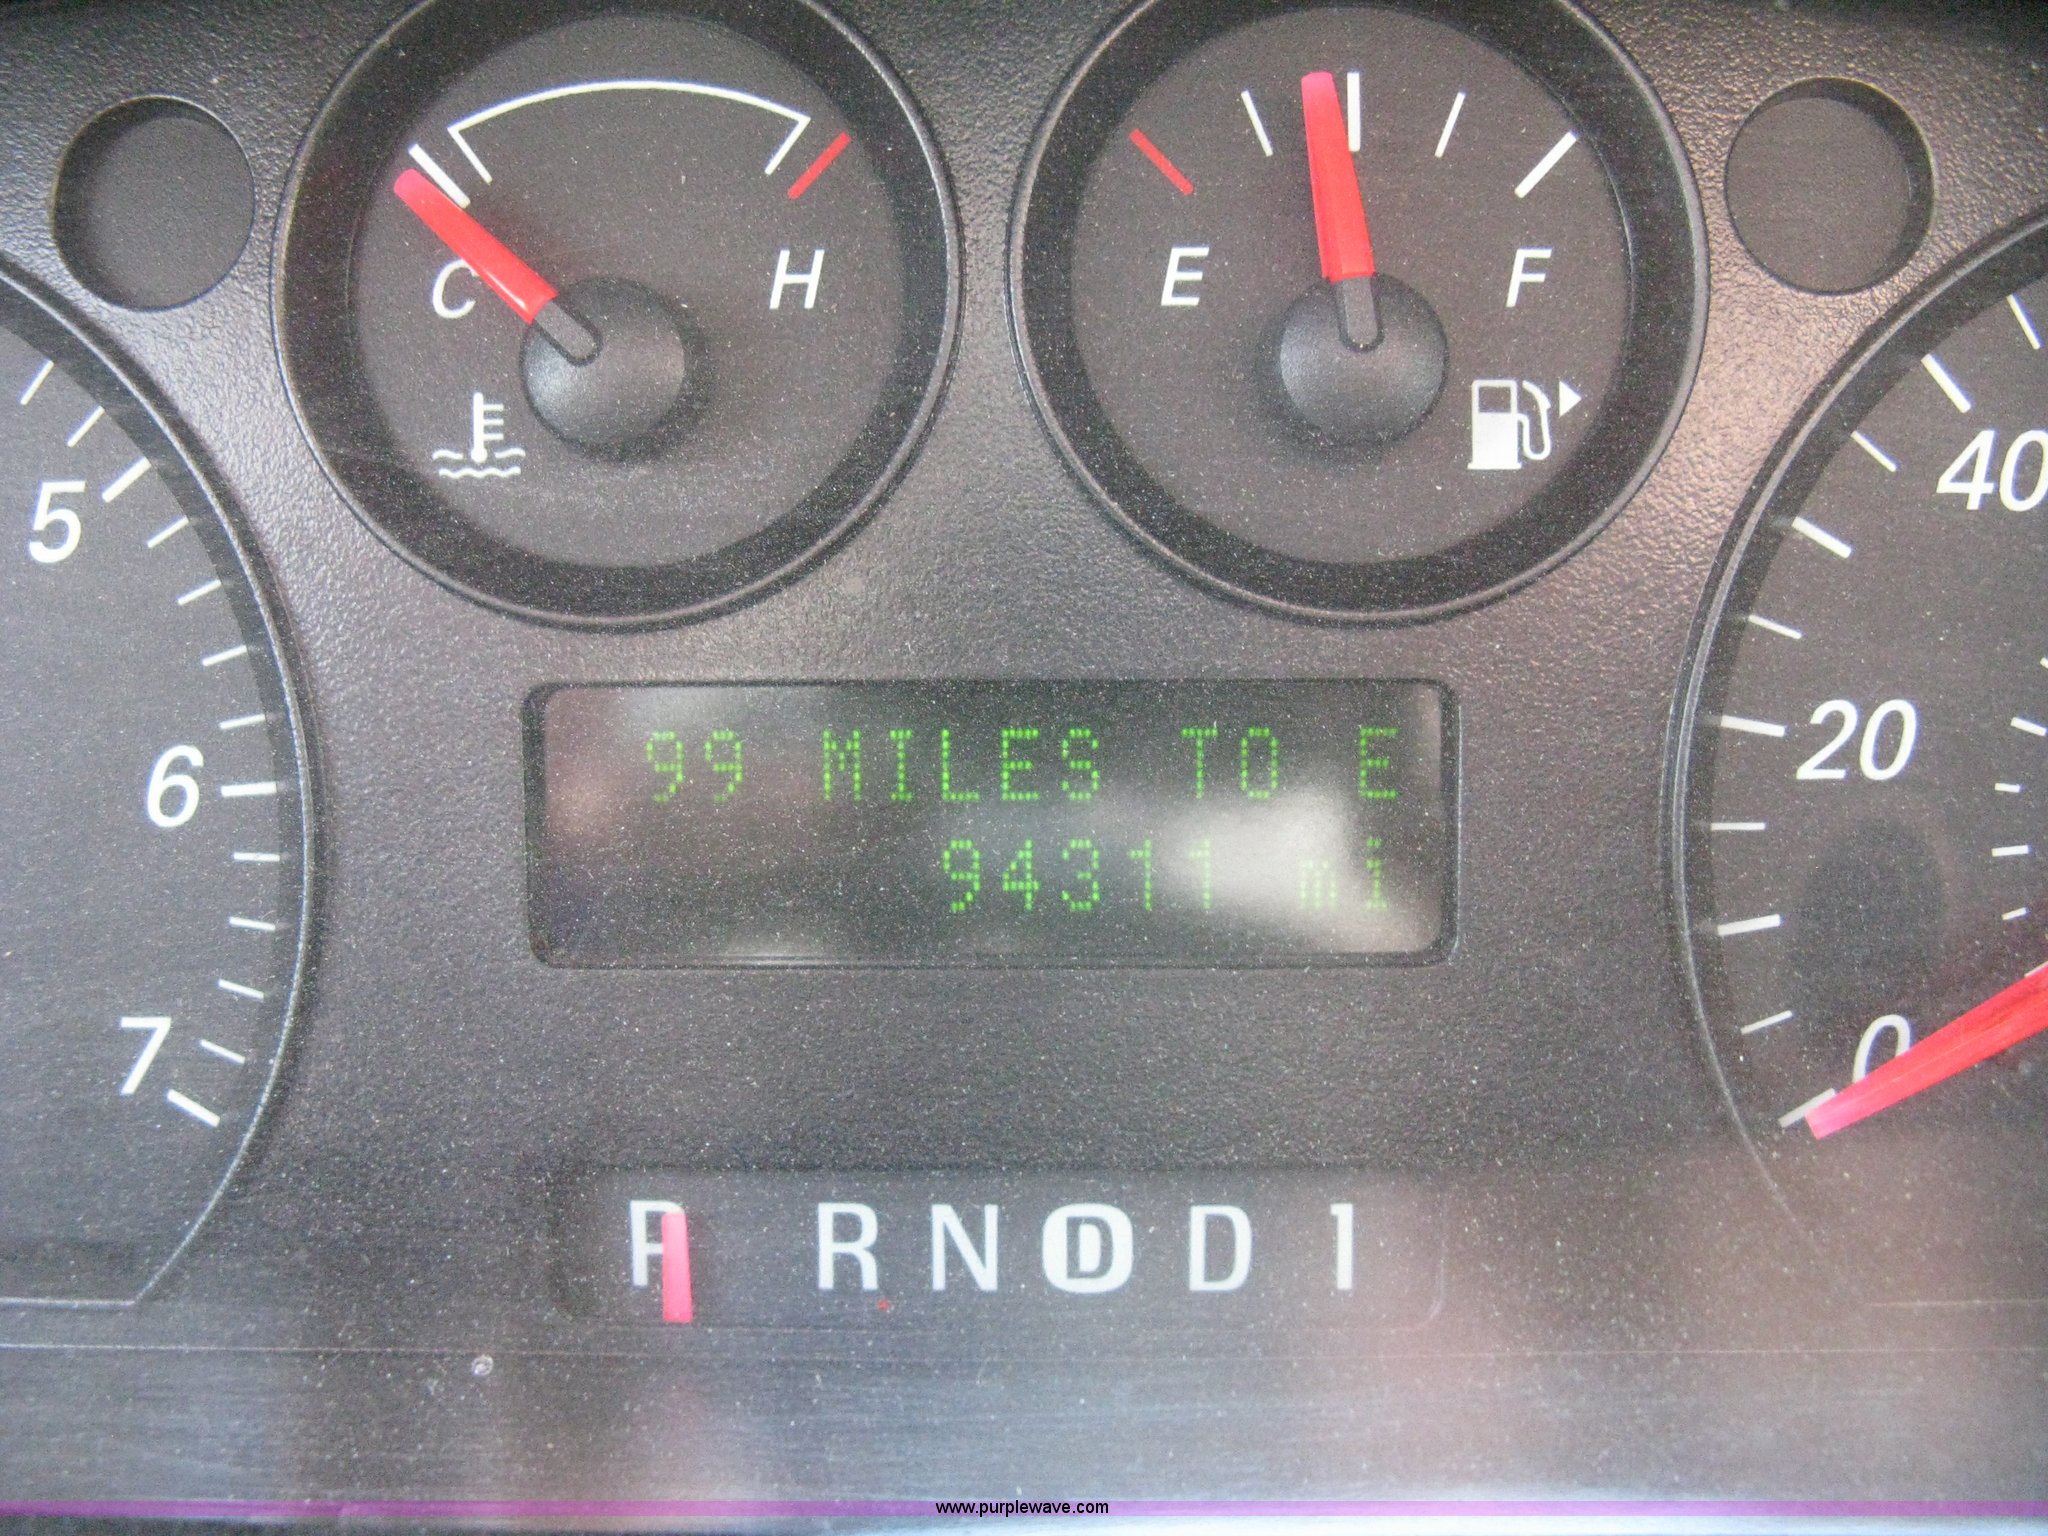 C H
E F
5
6
7
40
20
0
99 MILES TO E
94311 mi
P R N D D 1
www.purplewave.com